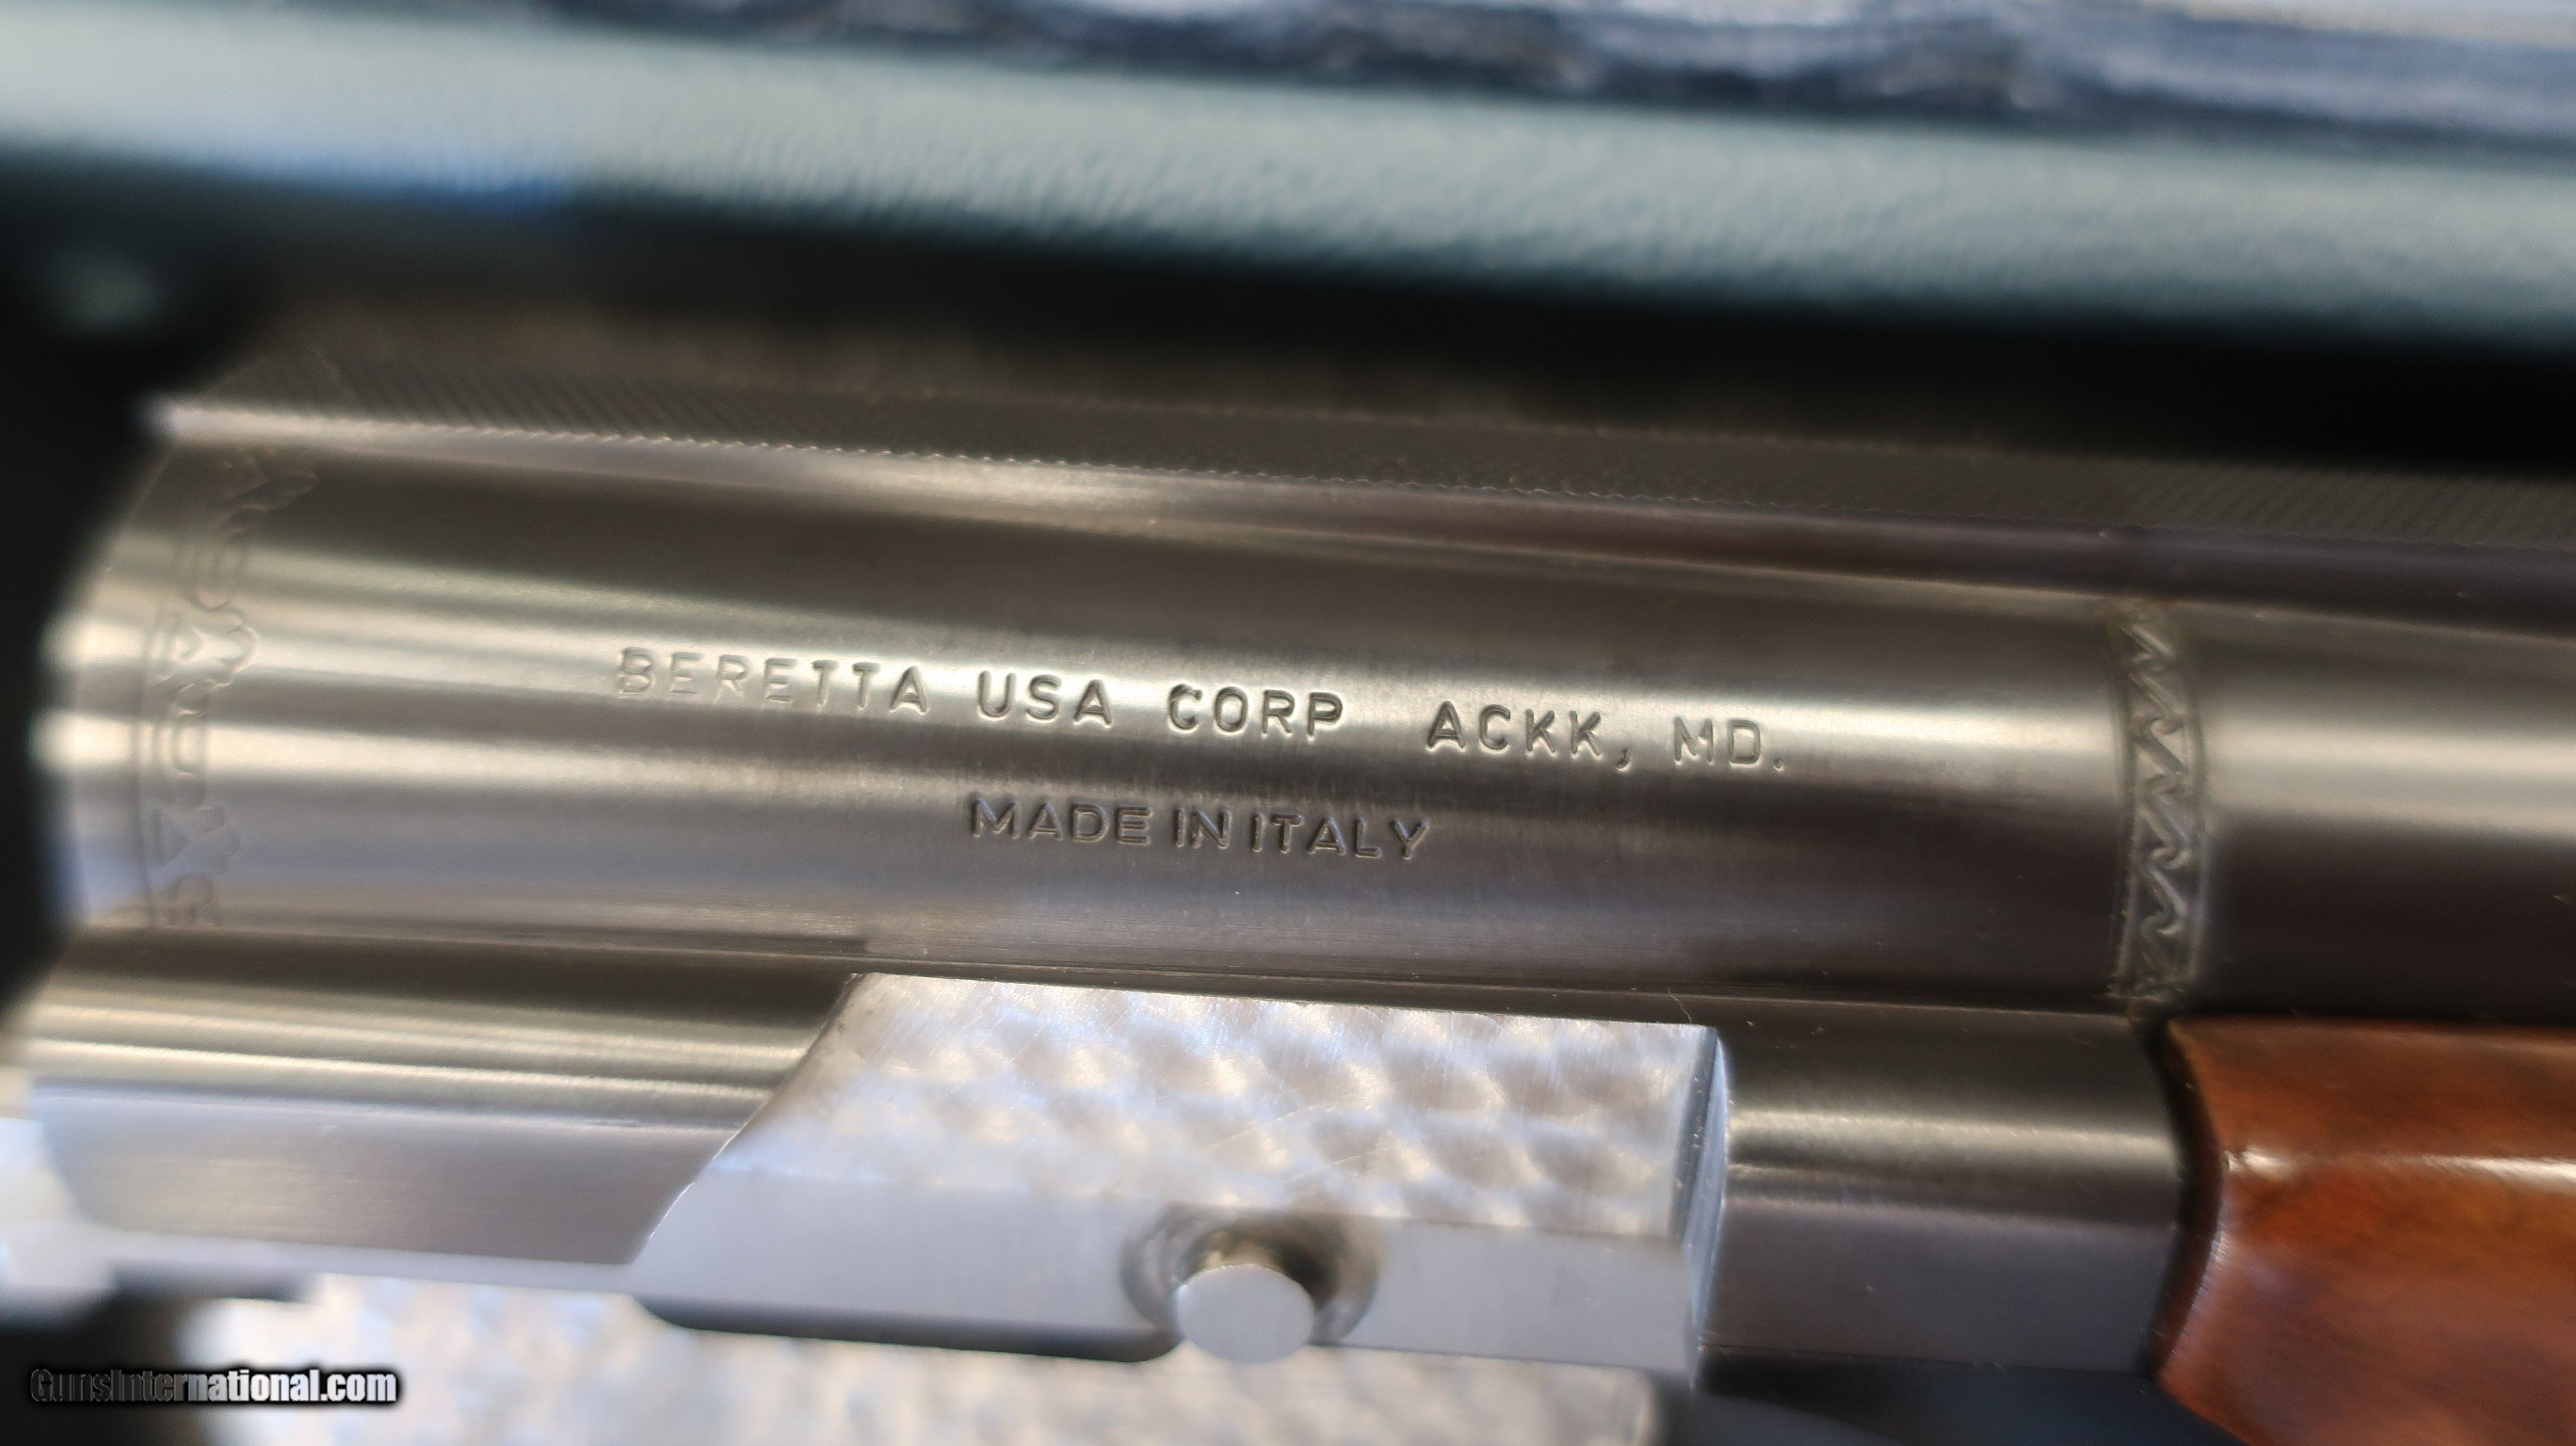 BERETTA USA CORP ACKK, MD.
MADE IN ITALY
GunsInternational.com